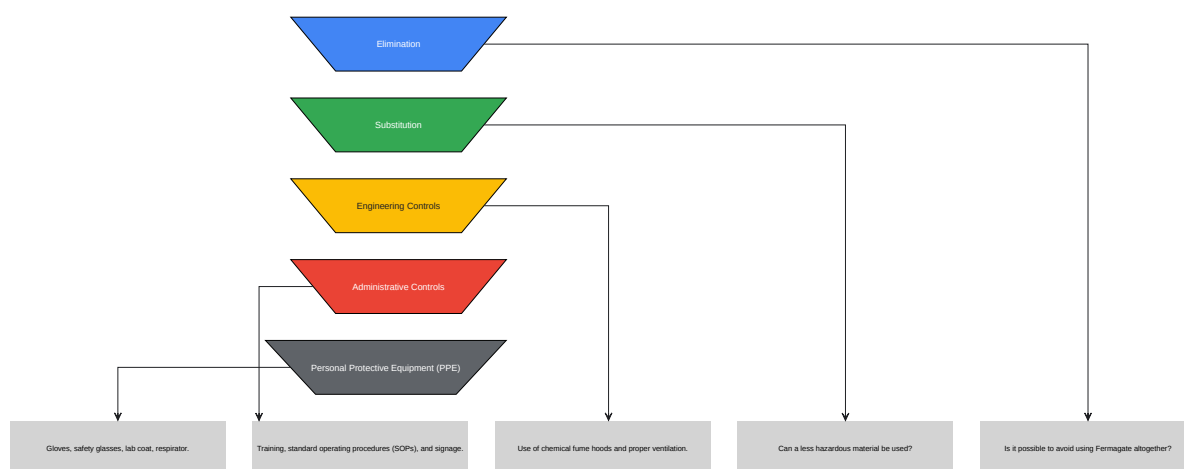 Elimination
Substitution
Engineering Controls
Administrative Controls
Personal Protective Equipment (PPE)
Gloves, safety glasses, lab coat, respirator.
Training, standard operating procedures (SOPs), and signage.
Use of chemical fume hoods and proper ventilation.
Can a less hazardous material be used?
Is it possible to avoid using Fermagate altogether?